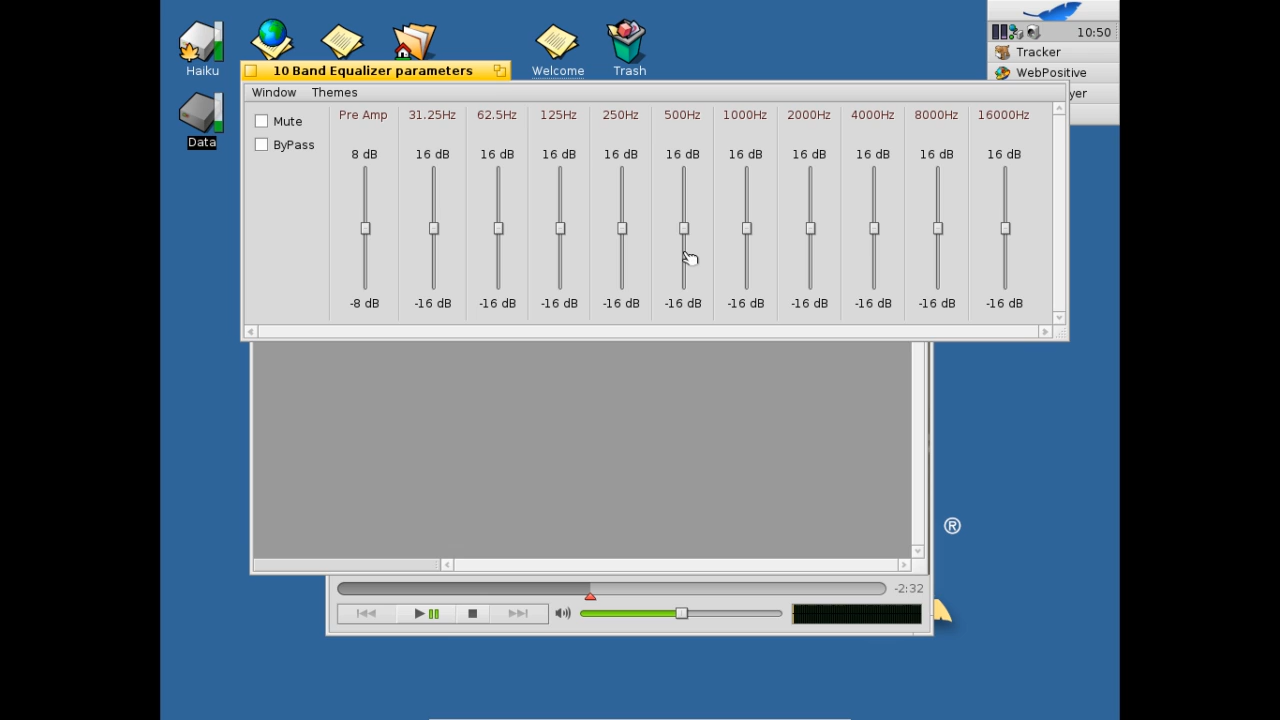 10:50
Haiku
Welcome
Trash
Tracker
WebPositive
yer
Data
10 Band Equalizer parameters
Window Themes
Mute
ByPass
Pre Amp 31.25Hz 62.5Hz 125Hz 250Hz 500Hz 1000Hz 2000Hz 4000Hz 8000Hz 16000Hz
8 dB 16 dB 16 dB 16 dB 16 dB 16 dB 16 dB 16 dB 16 dB 16 dB 16 dB
-8 dB -16 dB -16 dB -16 dB -16 dB -16 dB -16 dB -16 dB -16 dB -16 dB -16 dB
®
-2:32